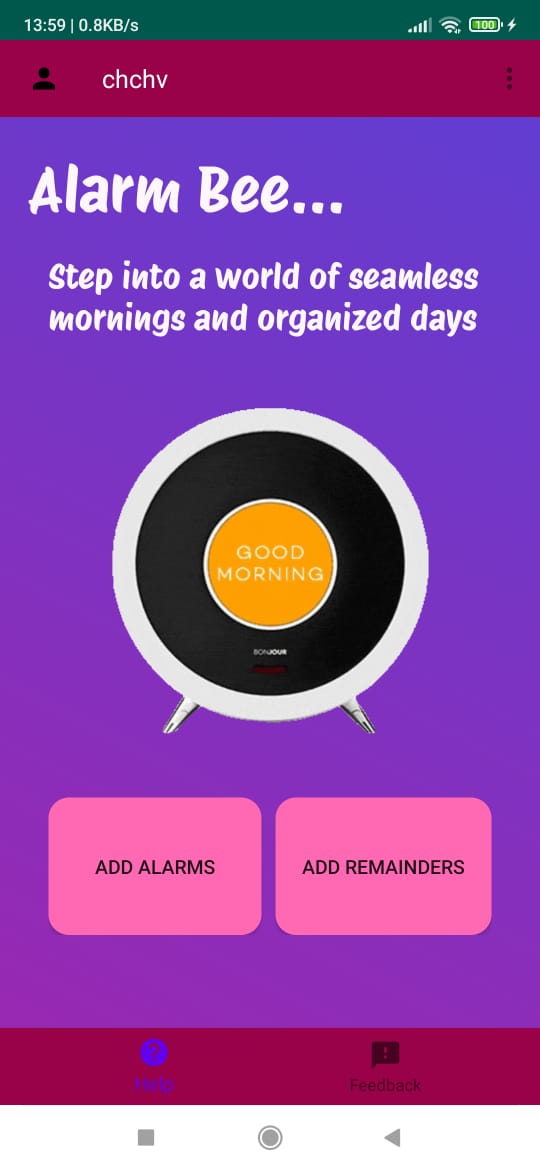 13:59 | 0.8KB/s
100
chchv
Alarm Bee...
Step into a world of seamless
mornings and organized days
GOOD
MORNING
BONJOUR
ADD ALARMS
ADD REMAINDERS
Help
Feedback